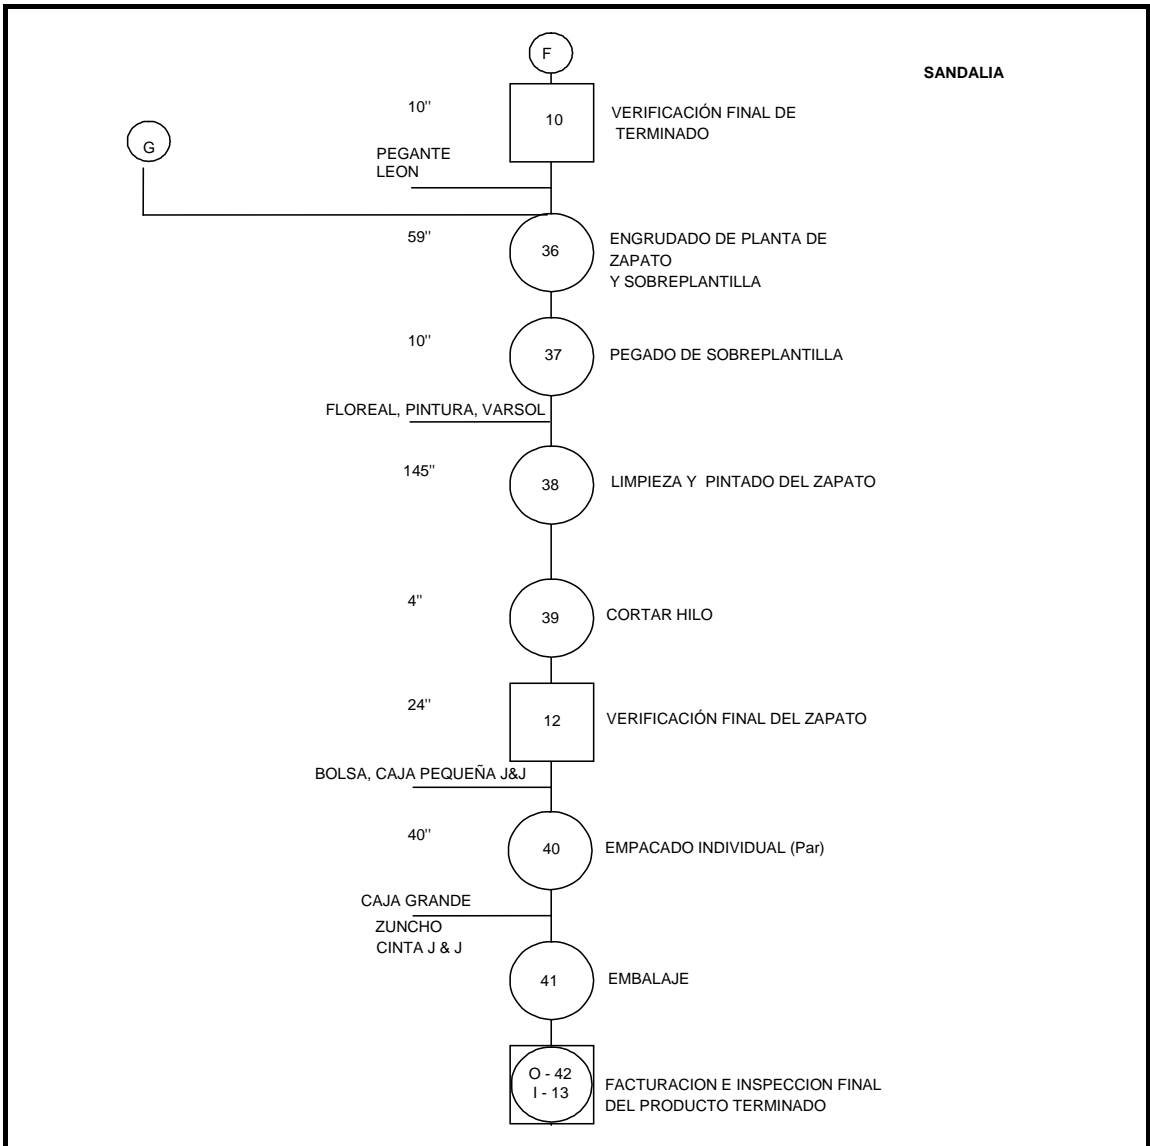 F
SANDALIA
10"
10
VERIFICACIÓN FINAL DE
TERMINADO
G
PEGANTE
LEON
59"
36
ENGRUDADO DE PLANTA DE
ZAPATO
Y SOBREPLANTILLA
10"
37
PEGADO DE SOBREPLANTILLA
FLOREAL, PINTURA, VARSOL
145"
38
LIMPIEZA Y PINTADO DEL ZAPATO
4"
39
CORTAR HILO
24"
12
VERIFICACIÓN FINAL DEL ZAPATO
BOLSA, CAJA PEQUEÑA J&J
40"
40
EMPACADO INDIVIDUAL (Par)
CAJA GRANDE
ZUNCHO
CINTA J & J
41
EMBALAJE
O - 42
I - 13
FACTURACION E INSPECCION FINAL
DEL PRODUCTO TERMINADO